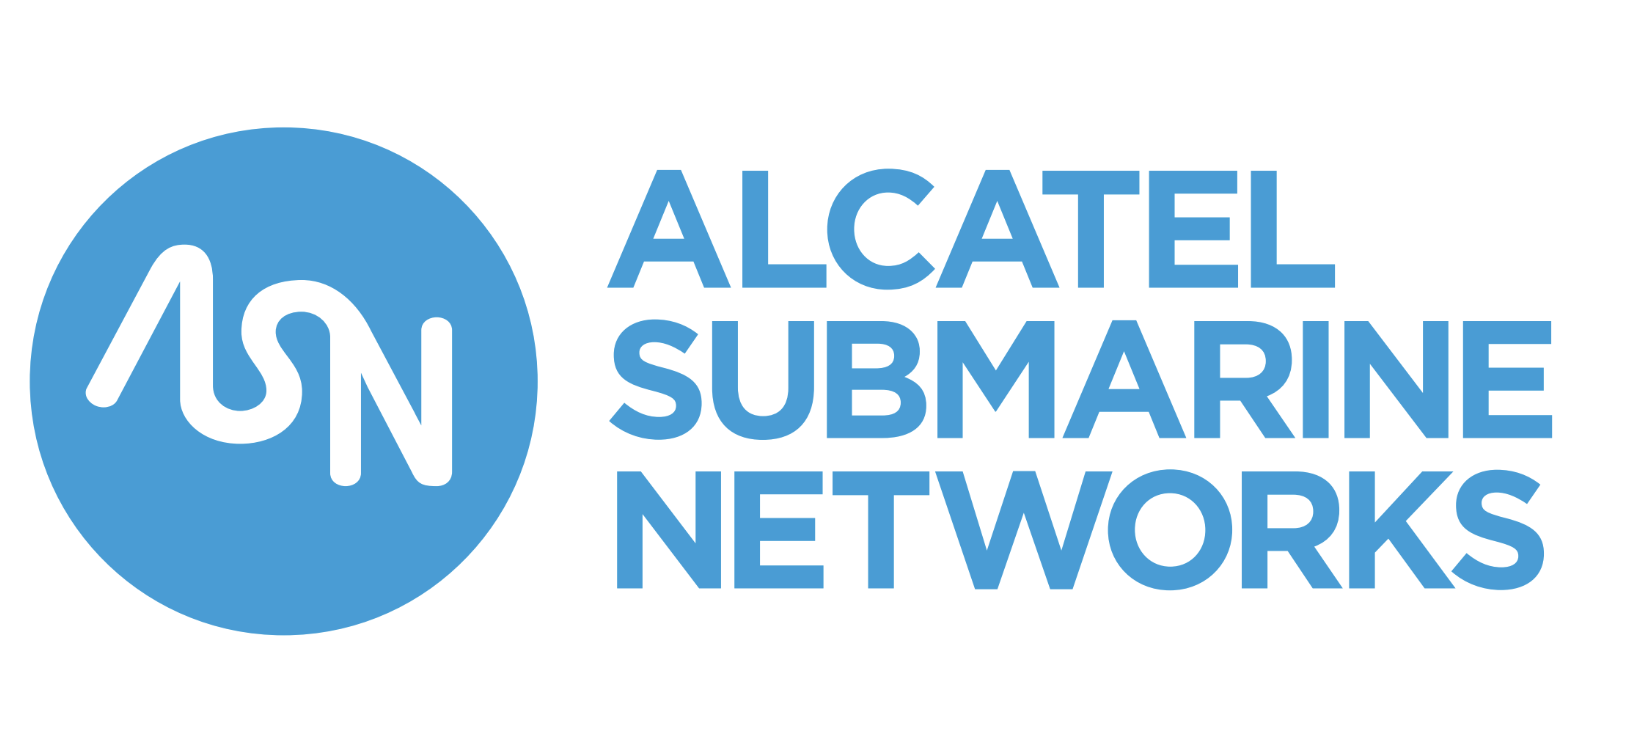 ASN
ALCATEL
SUBMARINE
NETWORKS